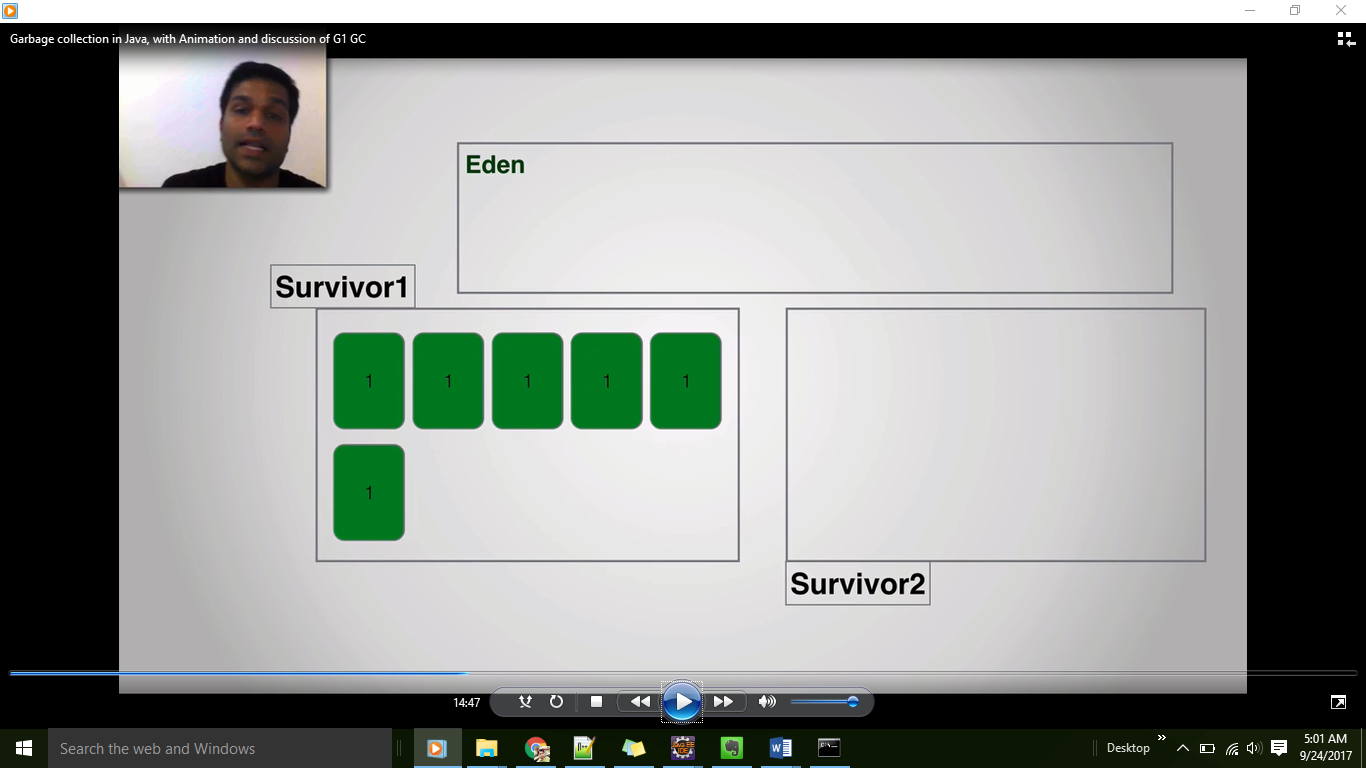 Garbage collection in Java, with Animation and discussion of G1 GC
Eden
Survivor1
1 1 1 1 1
1
Survivor2
14:47
Search the web and Windows
Desktop
5:01 AM
9/24/2017